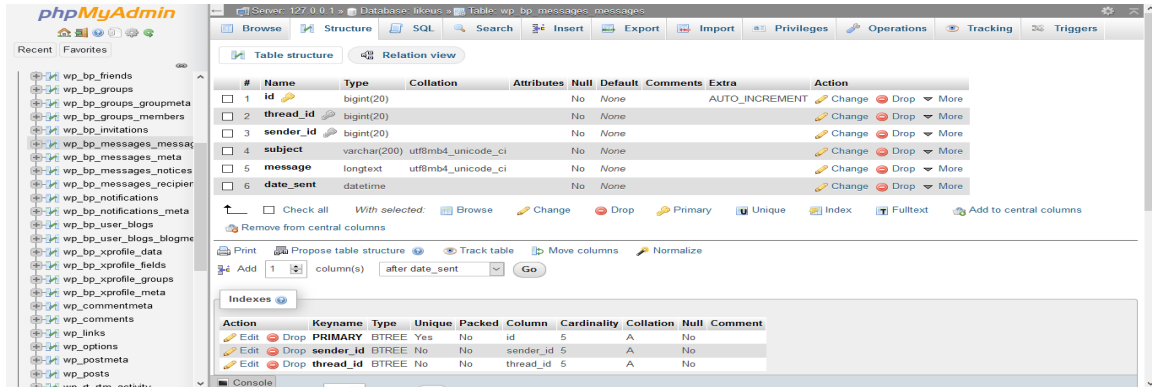 phpMyAdmin
Recent Favorites
wp_bp_friends
wp_bp_groups
wp_bp_groups_groupmeta
wp_bp_groups_members
wp_bp_invitations
wp_bp_messages_messag
wp_bp_messages_meta
wp_bp_messages_notices
wp_bp_messages_recipien
wp_bp_notifications
wp_bp_notifications_meta
wp_bp_user_blogs
wp_bp_user_blogs_blogme
wp_bp_xprofile_data
wp_bp_xprofile_fields
wp_bp_xprofile_groups
wp_bp_xprofile_meta
wp_commentmeta
wp_comments
wp_links
wp_options
wp_postmeta
wp_posts
wp_rt_rtm_activity
Server: 127.0.0.1 » Database: likeus » Table: wp_bp_messages_messages
Browse Structure SQL Search Insert Export Import Privileges Operations Tracking Triggers
Table structure Relation view
# Name Type Collation Attributes Null Default Comments Extra Action
1 id bigint(20) No None AUTO_INCREMENT Change Drop More
2 thread_id bigint(20) No None Change Drop More
3 sender_id bigint(20) No None Change Drop More
4 subject varchar(200) utf8mb4_unicode_ci No None Change Drop More
5 message longtext utf8mb4_unicode_ci No None Change Drop More
6 date_sent datetime No None Change Drop More
Check all With selected: Browse Change Drop Primary Unique Index Fulltext Add to central columns
Remove from central columns
Print Propose table structure Track table Move columns Normalize
Add 1 column(s) after date_sent Go
Indexes
Action Keyname Type Unique Packed Column Cardinality Collation Null Comment
Edit Drop PRIMARY BTREE Yes No id 5 A No
Edit Drop sender_id BTREE No No sender_id 5 A No
Edit Drop thread_id BTREE No No thread_id 5 A No
Console